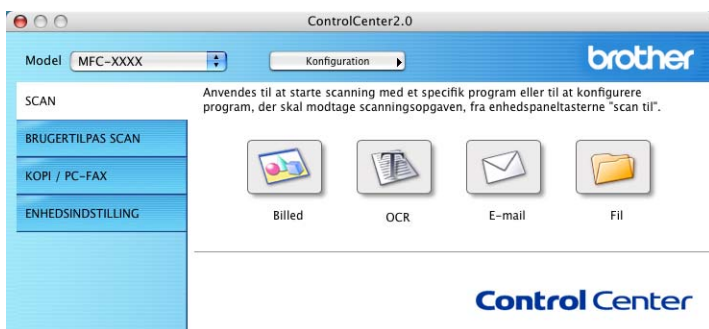 ControlCenter2.0
Model MFC-XXXX Konfiguration brother
SCAN
Anvendes til at starte scanning med et specifik program eller til at konfigurere
program, der skal modtage scanningsopgaven, fra enhedspaneltasterne "scan til".
BRUGERTILPAS SCAN
KOPI / PC-FAX
ENHEDSINDSTILLING
Billed OCR E-mail Fil
Control Center